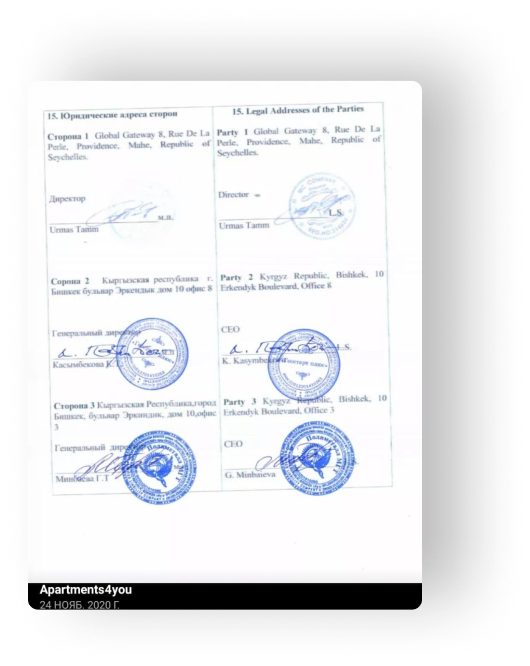 15. Юридические адреса сторон
Сторона 1 Global Gateway 8, Rue De La
Perle, Providence, Mahe, Republic of
Seychelles.
Директор
м.п.
Urmas Tamm
Сорона 2 Кыргызская республика г.
Бишкек бульвар Эркендык дом 10 офис 8
Генеральный директор
Касымбекова К.Т.
Сторона 3 Кыргызская Республика,город
Бишкек, бульвар Эркиндик, дом 10,офис
3
Генеральный
Г.Т
15. Legal Addresses of the Parties
Party 1 Global Gateway 8, Rue De La
Perle, Providence, Mahe, Republic of
Seychelles.
Director
L.S.
Urmas Tamm
Party 2 Kyrgyz Republic, Bishkek, 10
Erkendyk Boulevard, Office 8
CEO
L.S.
K. Kasymbekova
Party 3 Kyrgyz Republic, Bishkek, 10
Erkendyk Boulevard, Office 3
CEO
G. Minbaeva
Apartments4you
24 НОЯБ. 2020 Г.